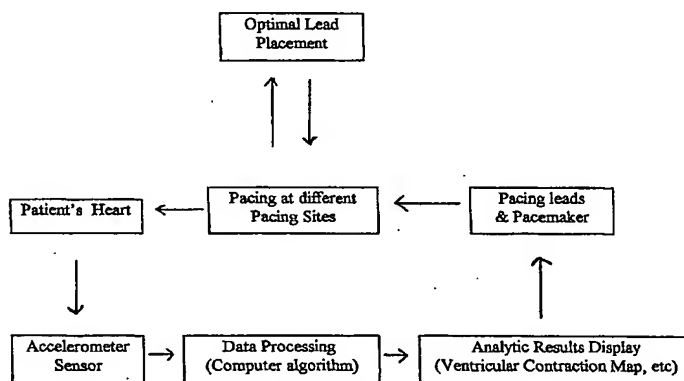 Optimal Lead
Placement
Pacing at different
Pacing Sites
Pacing leads
& Pacemaker
Patient's Heart
Accelerometer
Sensor
Data Processing
(Computer algorithm)
Analytic Results Display
(Ventricular Contraction Map, etc)